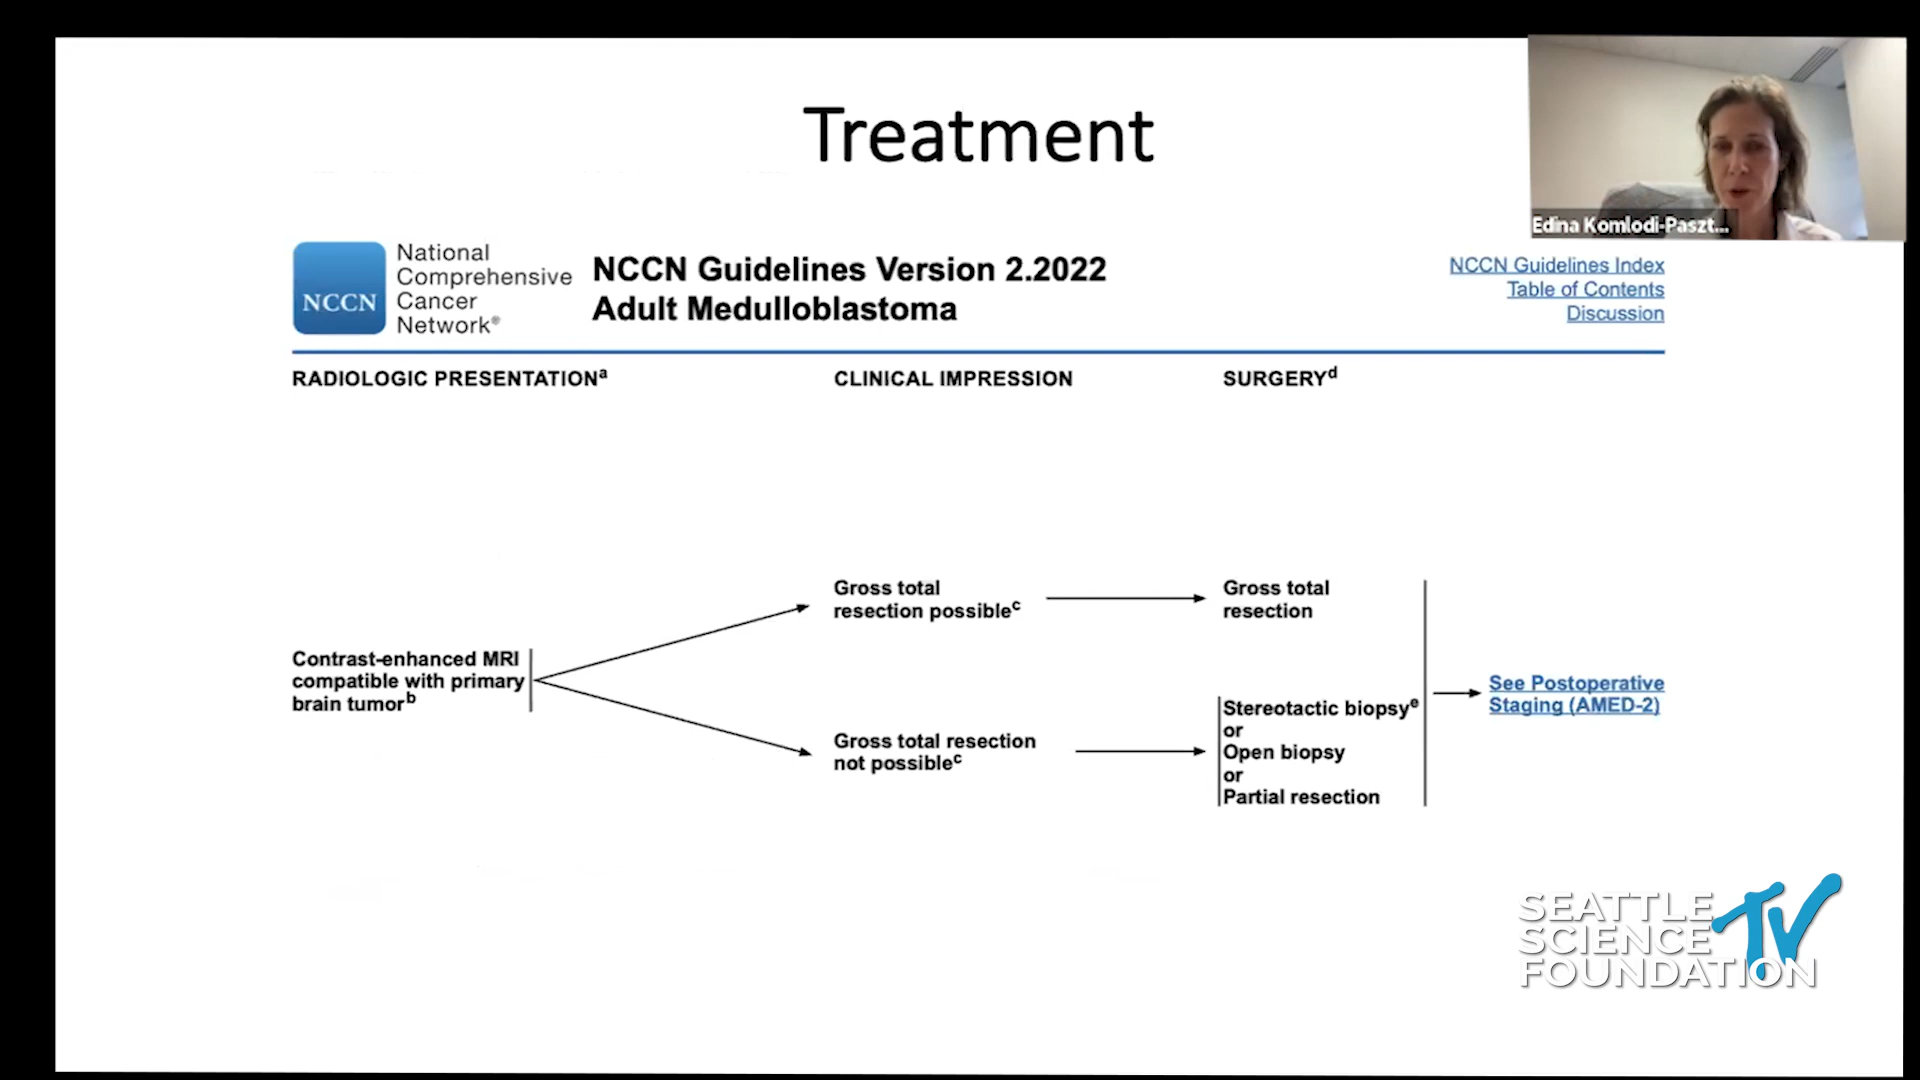 Treatment
Edina Komlodi-Paszt...
NCCN
National
Comprehensive
Cancer
Network®
NCCN Guidelines Version 2.2022
Adult Medulloblastoma
NCCN Guidelines Index
Table of Contents
Discussion
RADIOLOGIC PRESENTATIONᵃ
CLINICAL IMPRESSION
SURGERYᵈ
Contrast-enhanced MRI
compatible with primary
brain tumorᵇ
Gross total
resection possibleᶜ
Gross total resection
not possibleᶜ
Gross total
resection
Stereotactic biopsyᵉ
or
Open biopsy
or
Partial resection
See Postoperative
Staging (AMED-2)
SEATTLE
SCIENCE
FOUNDATION
TV